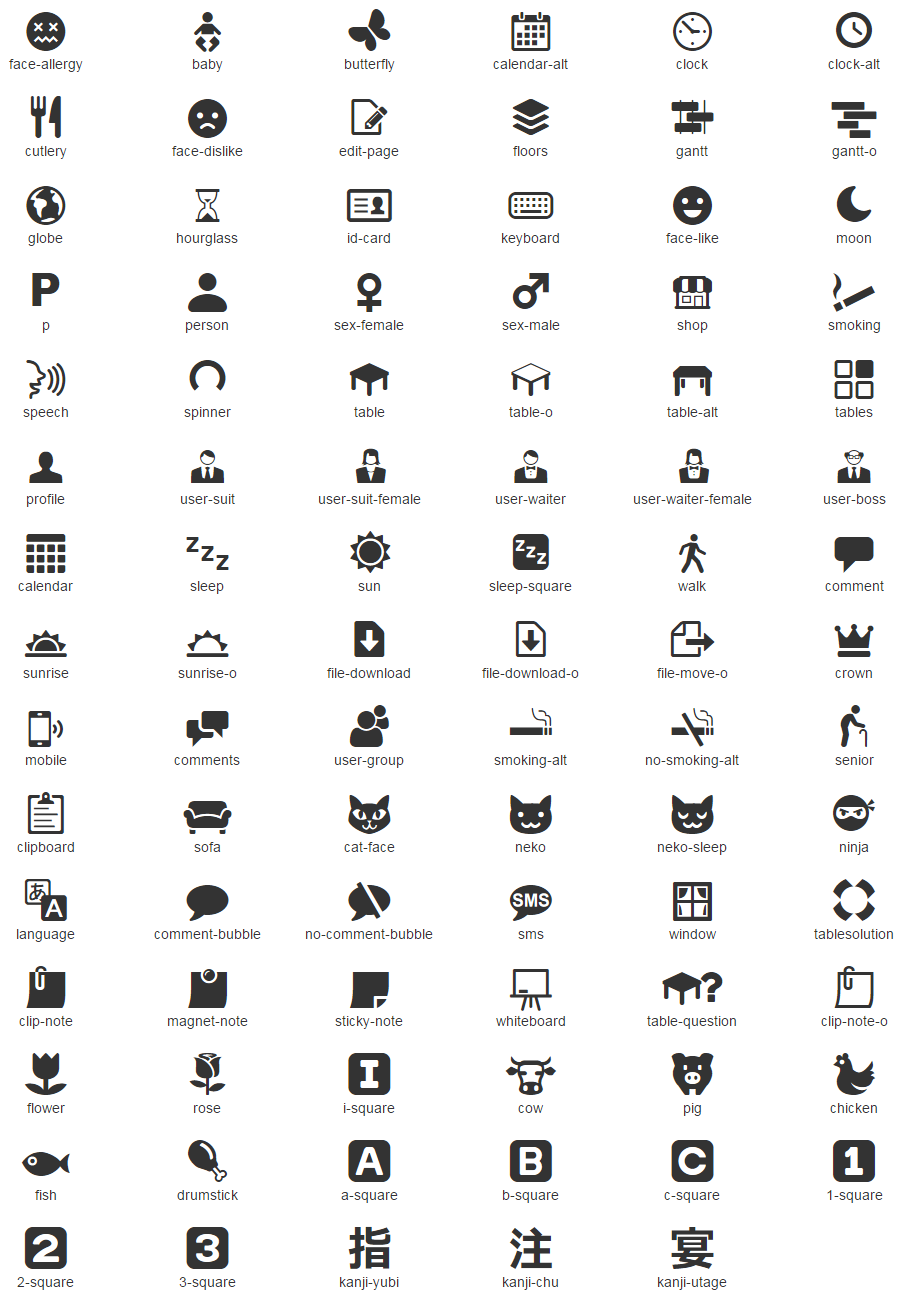 face-allergy baby butterfly calendar-alt clock clock-alt
cutlery face-dislike edit-page floors gantt gantt-o
globe hourglass id-card keyboard face-like moon
P
p person sex-female sex-male shop smoking
speech spinner table table-o table-alt tables
profile user-suit user-suit-female user-waiter user-waiter-female user-boss
z z z z z z
calendar sleep sun sleep-square walk comment
sunrise sunrise-o file-download file-download-o file-move-o crown
mobile comments user-group smoking-alt no-smoking-alt senior
clipboard sofa cat-face neko neko-sleep ninja
あ A SMS
language comment-bubble no-comment-bubble sms window tablesolution
?
clip-note magnet-note sticky-note whiteboard table-question clip-note-o
I
flower rose i-square cow pig chicken
A B C 1
fish drumstick a-square b-square c-square 1-square
2 3 指 注 宴
2-square 3-square kanji-yubi kanji-chu kanji-utage